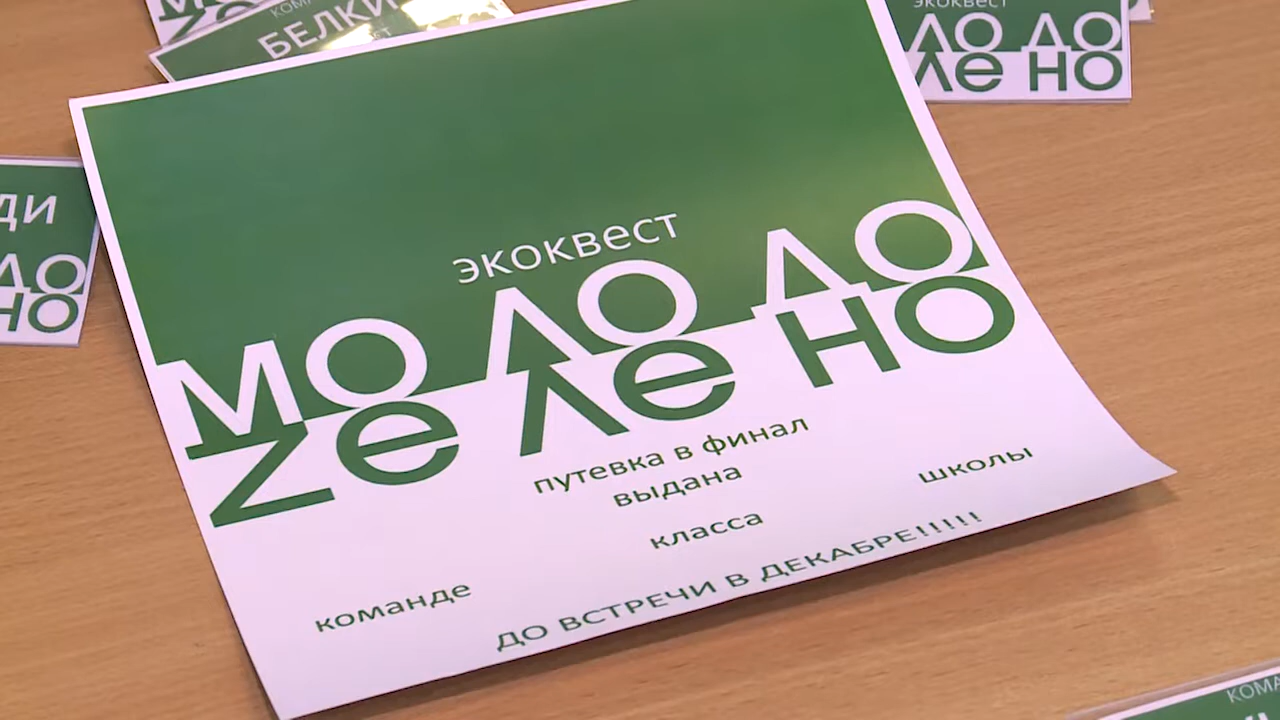 БЕЛКИ
экоквест
ЛО ДО
ЛЕ НО
ДИ
ДО
НО
экоквест
МО ЛО ДО
ZE ЛЕ НО
путевка в финал
выдана
команде класса школы
ДО ВСТРЕЧИ В ДЕКАБРЕ!!!!!